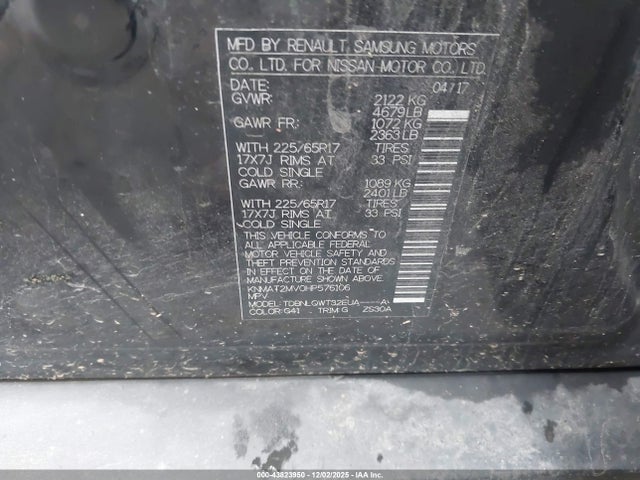 MFD BY RENAULT SAMSUNG MOTORS
CO. LTD. FOR NISSAN MOTOR CO., LTD.
DATE: 04/17
GVWR: 2122 KG
4679 LB
GAWR FR: 1072 KG
2363 LB
WITH 225/65R17 TIRES
17X7J RIMS AT 33 PSI
COLD SINGLE
GAWR RR: 1089 KG
2401 LB
WITH 225/65R17 TIRES
17X7J RIMS AT 33 PSI
COLD SINGLE
THIS VEHICLE CONFORMS TO
ALL APPLICABLE FEDERAL
MOTOR VEHICLE SAFETY
AND THEFT PREVENTION
STANDARDS IN EFFECT ON
THE DATE OF MANUFACTURE
SHOWN ABOVE.
KNMAT2MV0HP576106
MPV
MODEL: TDBNLGWT32EUA----A-
COLOR: G41 TRIM: G ZS30A
000-43823950 - 12/02/2025 - IAAI.COM